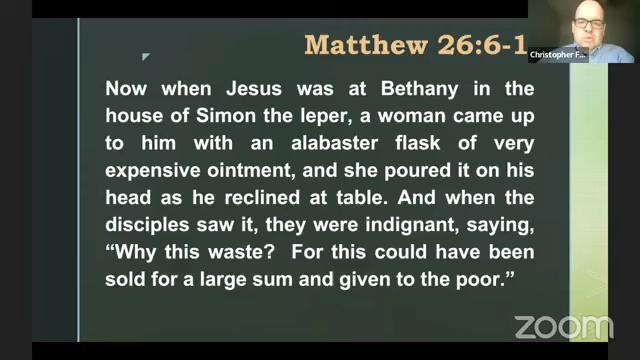 Matthew 26:6-1
Christopher F...
Now when Jesus was at Bethany in the
house of Simon the leper, a woman came up
to him with an alabaster flask of very
expensive ointment, and she poured it on his
head as he reclined at table. And when the
disciples saw it, they were indignant, saying,
“Why this waste?  For this could have been
sold for a large sum and given to the poor.”
zoom